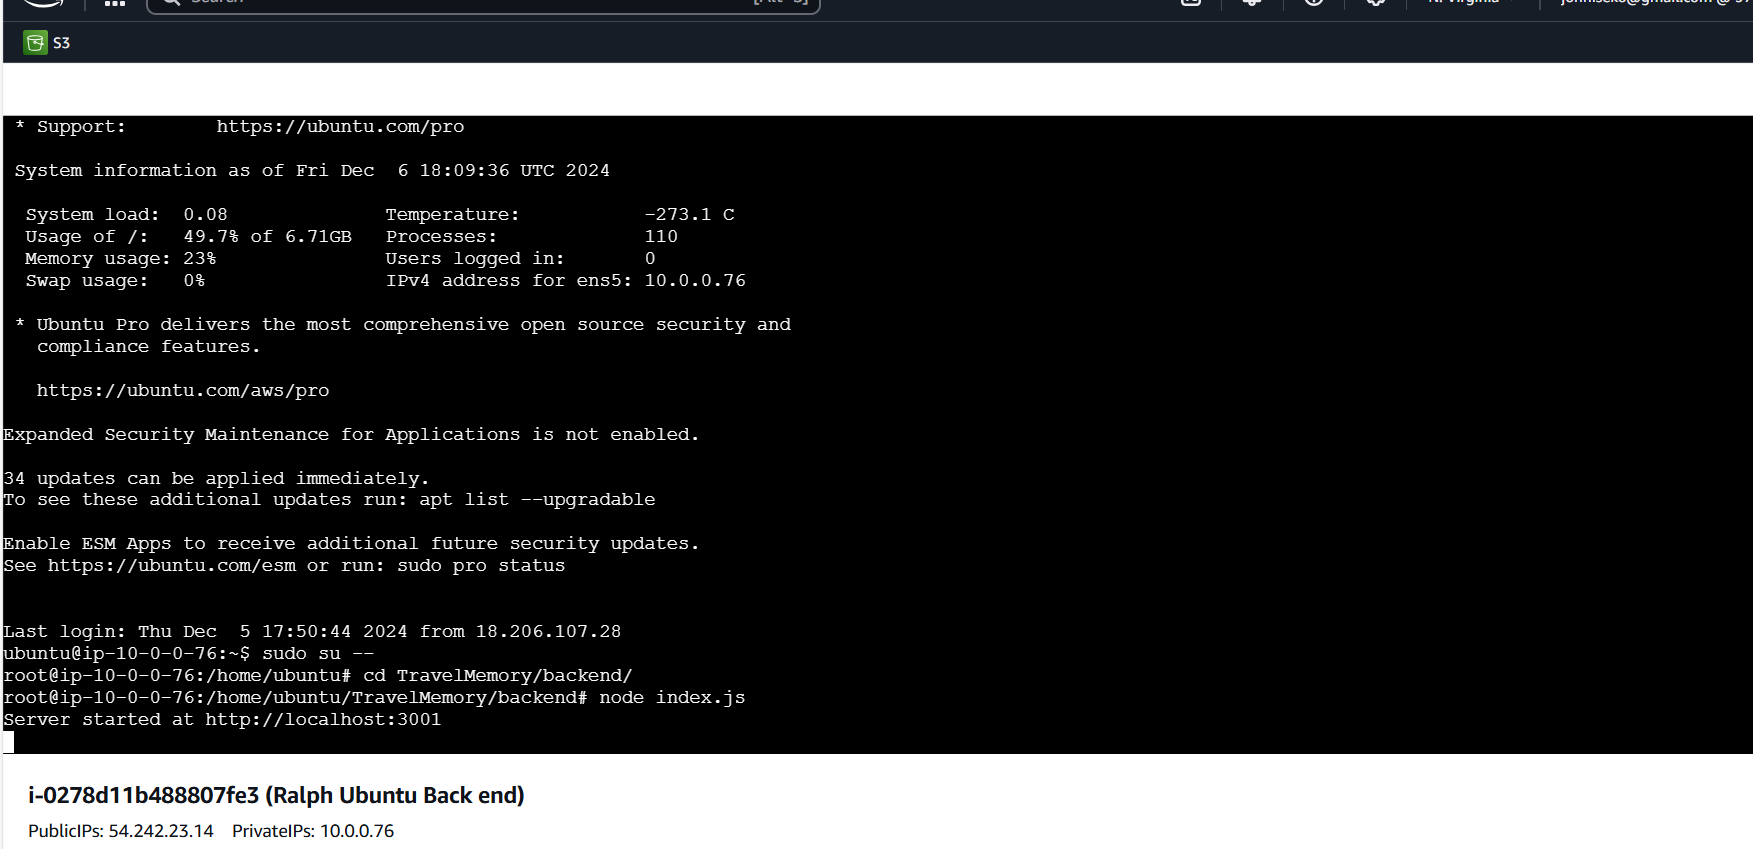 S3
* Support:        https://ubuntu.com/pro
System information as of Fri Dec  6 18:09:36 UTC 2024
System load:  0.08              Temperature:           -273.1 C
Usage of /:   49.7% of 6.71GB   Processes:             110
Memory usage: 23%               Users logged in:       0
Swap usage:   0%                IPv4 address for ens5: 10.0.0.76
* Ubuntu Pro delivers the most comprehensive open source security and
compliance features.
https://ubuntu.com/aws/pro
Expanded Security Maintenance for Applications is not enabled.
34 updates can be applied immediately.
To see these additional updates run: apt list --upgradable
Enable ESM Apps to receive additional future security updates.
See https://ubuntu.com/esm or run: sudo pro status
Last login: Thu Dec  5 17:50:44 2024 from 18.206.107.28
ubuntu@ip-10-0-0-76:~$ sudo su --
root@ip-10-0-0-76:/home/ubuntu# cd TravelMemory/backend/
root@ip-10-0-0-76:/home/ubuntu/TravelMemory/backend# node index.js
Server started at http://localhost:3001
i-0278d11b488807fe3 (Ralph Ubuntu Back end)
PublicIPs: 54.242.23.14    PrivateIPs: 10.0.0.76